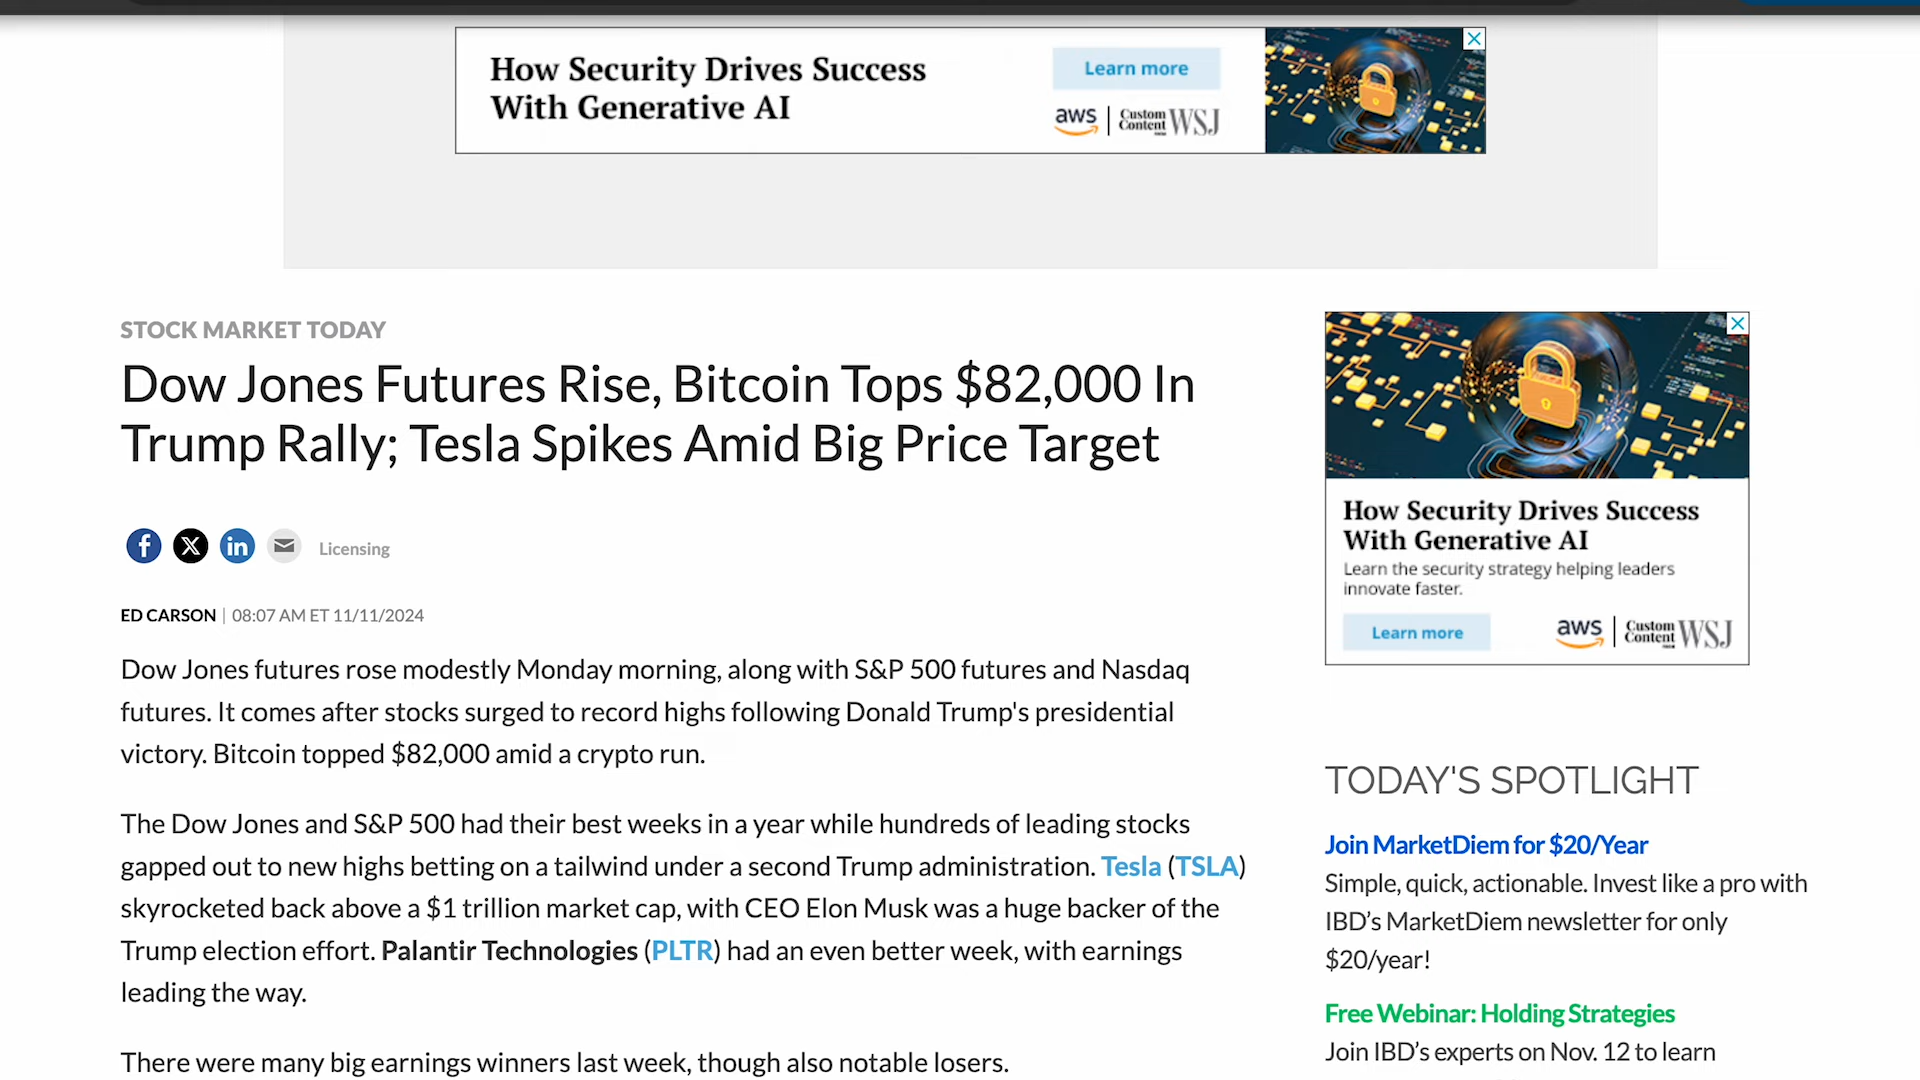 How Security Drives Success
With Generative AI
Learn more
aws | Custom Content WSJ
STOCK MARKET TODAY
Dow Jones Futures Rise, Bitcoin Tops $82,000 In
Trump Rally; Tesla Spikes Amid Big Price Target
Licensing
ED CARSON | 08:07 AM ET 11/11/2024
Dow Jones futures rose modestly Monday morning, along with S&P 500 futures and Nasdaq
futures. It comes after stocks surged to record highs following Donald Trump's presidential
victory. Bitcoin topped $82,000 amid a crypto run.
The Dow Jones and S&P 500 had their best weeks in a year while hundreds of leading stocks
gapped out to new highs betting on a tailwind under a second Trump administration. Tesla (TSLA)
skyrocketed back above a $1 trillion market cap, with CEO Elon Musk was a huge backer of the
Trump election effort. Palantir Technologies (PLTR) had an even better week, with earnings
leading the way.
There were many big earnings winners last week, though also notable losers.
How Security Drives Success
With Generative AI
Learn the security strategy helping leaders
innovate faster.
Learn more
aws | Custom Content WSJ
TODAY'S SPOTLIGHT
Join MarketDiem for $20/Year
Simple, quick, actionable. Invest like a pro with
IBD's MarketDiem newsletter for only
$20/year!
Free Webinar: Holding Strategies
Join IBD's experts on Nov. 12 to learn